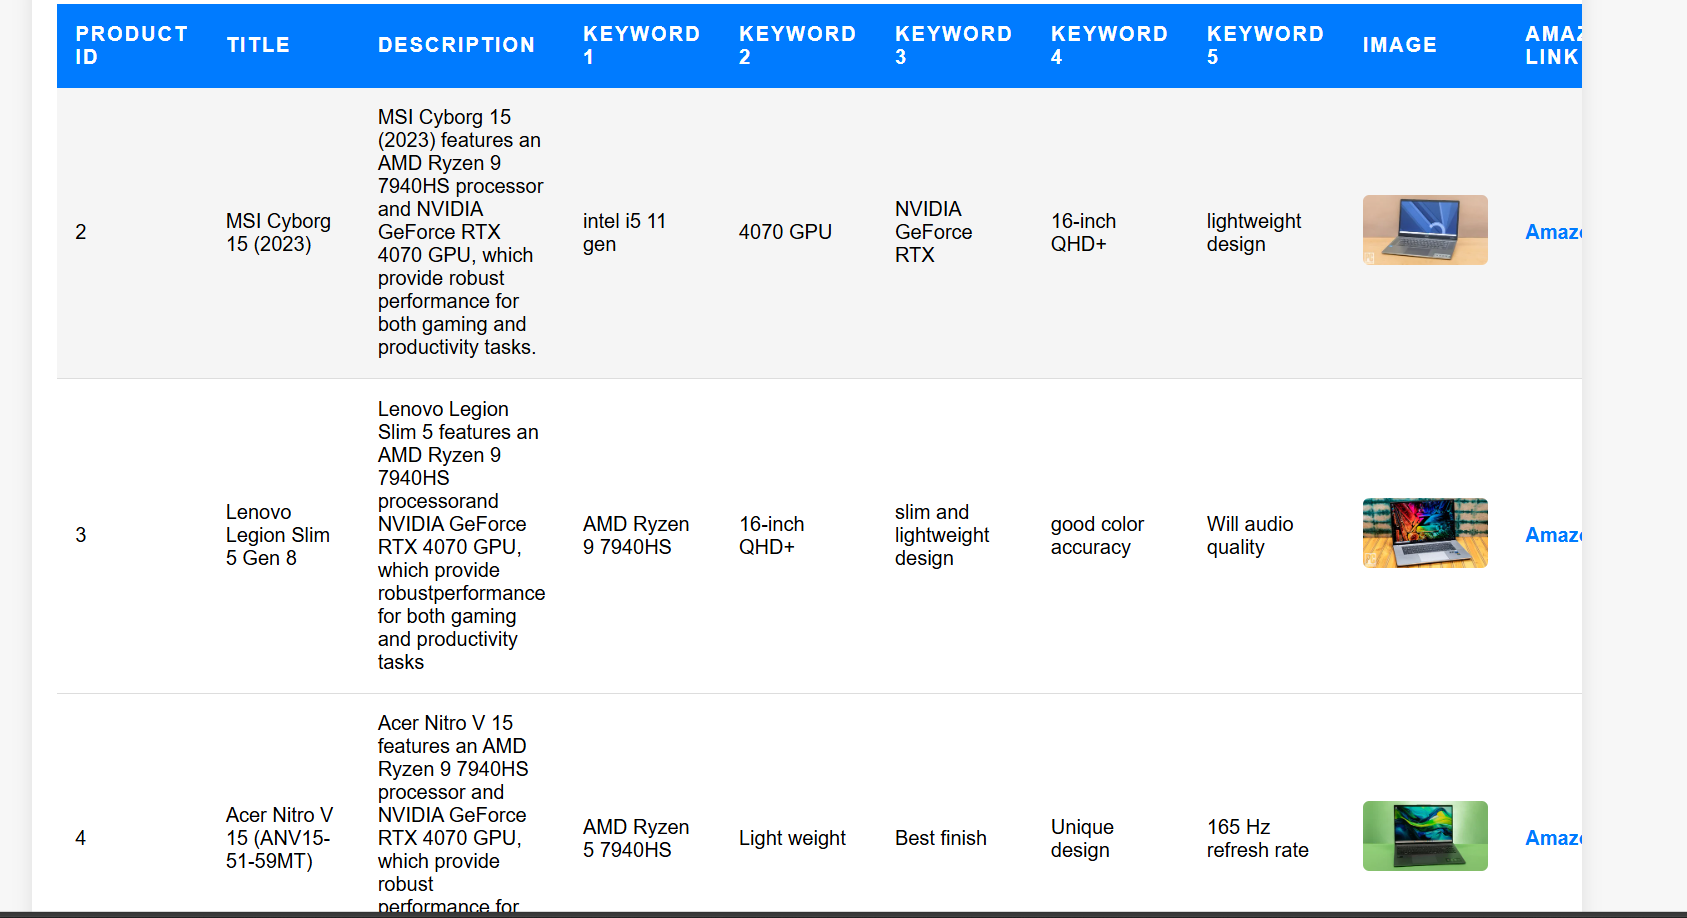 PRODUCT
ID
TITLE
DESCRIPTION
KEYWORD
1
KEYWORD
2
KEYWORD
3
KEYWORD
4
KEYWORD
5
IMAGE
AMAZ
LINK
2
MSI Cyborg
15 (2023)
MSI Cyborg 15
(2023) features an
AMD Ryzen 9
7940HS processor
and NVIDIA
GeForce RTX
4070 GPU, which
provide robust
performance for
both gaming and
productivity tasks.
intel i5 11
gen
4070 GPU
NVIDIA
GeForce
RTX
16-inch
QHD+
lightweight
design
Amaz
3
Lenovo
Legion Slim
5 Gen 8
Lenovo Legion
Slim 5 features an
AMD Ryzen 9
7940HS
processorand
NVIDIA GeForce
RTX 4070 GPU,
which provide
robustperformance
for both gaming
and productivity
tasks
AMD Ryzen
9 7940HS
16-inch
QHD+
slim and
lightweight
design
good color
accuracy
Will audio
quality
Amaz
4
Acer Nitro V
15 (ANV15-
51-59MT)
Acer Nitro V 15
features an AMD
Ryzen 9 7940HS
processor and
NVIDIA GeForce
RTX 4070 GPU,
which provide
robust
performance for
AMD Ryzen
5 7940HS
Light weight
Best finish
Unique
design
165 Hz
refresh rate
Amaz